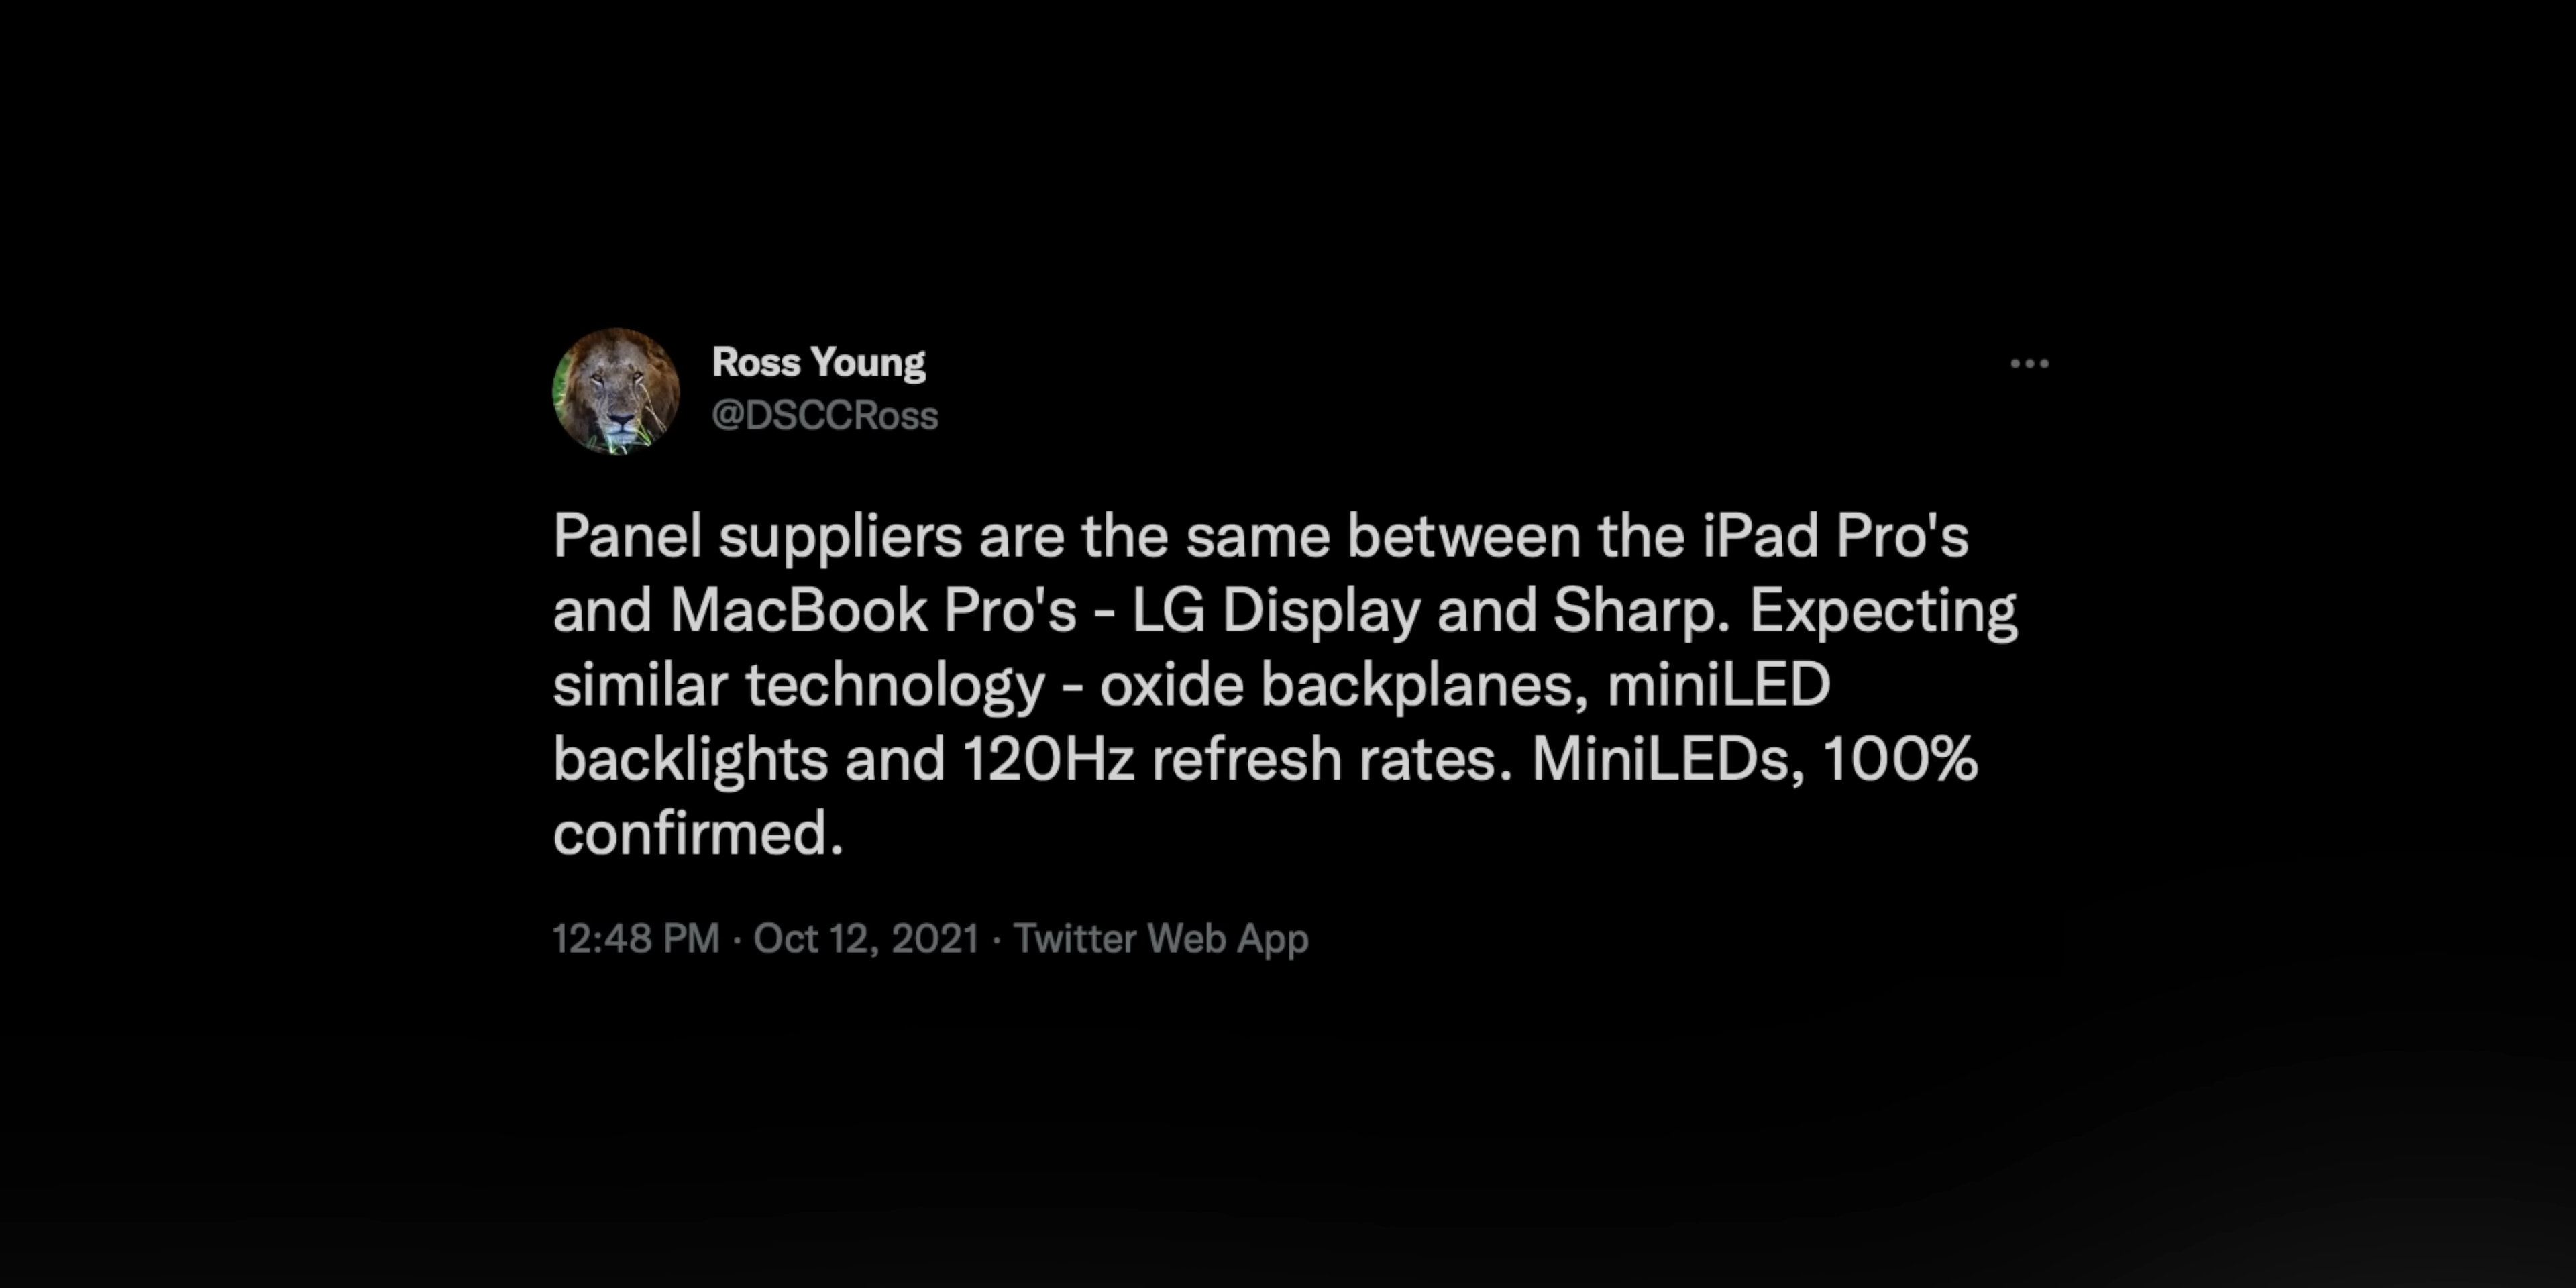 Ross Young
@DSCCRoss
Panel suppliers are the same between the iPad Pro's
and MacBook Pro's - LG Display and Sharp. Expecting
similar technology - oxide backplanes, miniLED
backlights and 120Hz refresh rates. MiniLEDs, 100%
confirmed.
12:48 PM · Oct 12, 2021 · Twitter Web App